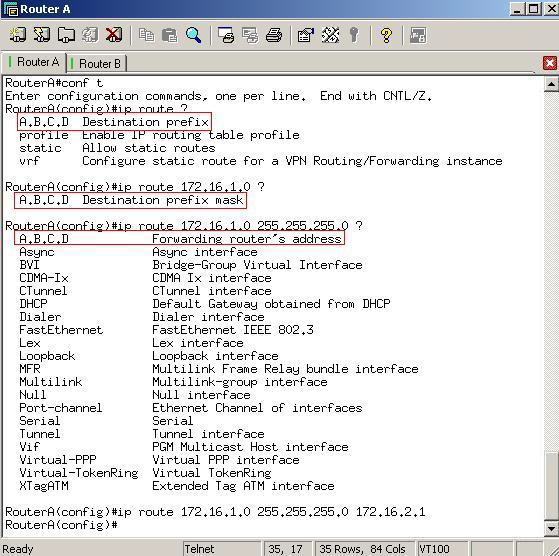 Router A
Router A
Router B
RouterA#conf t
Enter configuration commands, one per line. End with CNTL/Z.
RouterA(config)#ip route ?
A.B.C.D Destination prefix
profile Enable IP routing table profile
static Allow static routes
vrf Configure static route for a VPN Routing/Forwarding instance
RouterA(config)#ip route 172.16.1.0 ?
A.B.C.D Destination prefix mask
RouterA(config)#ip route 172.16.1.0 255.255.255.0 ?
A.B.C.D Forwarding router's address
Async Async interface
BVI Bridge-Group Virtual Interface
CDMA-Ix CDMA Ix interface
CTunnel CTunnel interface
DHCP Default Gateway obtained from DHCP
Dialer Dialer interface
FastEthernet FastEthernet IEEE 802.3
Lex Lex interface
Loopback Loopback interface
MFR Multilink Frame Relay bundle interface
Multilink Multilink-group interface
Null Null interface
Port-channel Ethernet Channel of interfaces
Serial Serial
Tunnel Tunnel interface
Vif PGM Multicast Host interface
Virtual-PPP Virtual PPP interface
Virtual-TokenRing Virtual TokenRing
XTagATM Extended Tag ATM interface
RouterA(config)#ip route 172.16.1.0 255.255.255.0 172.16.2.1
RouterA(config)#
Ready Telnet 35, 17 35 Rows, 84 Cols VT100